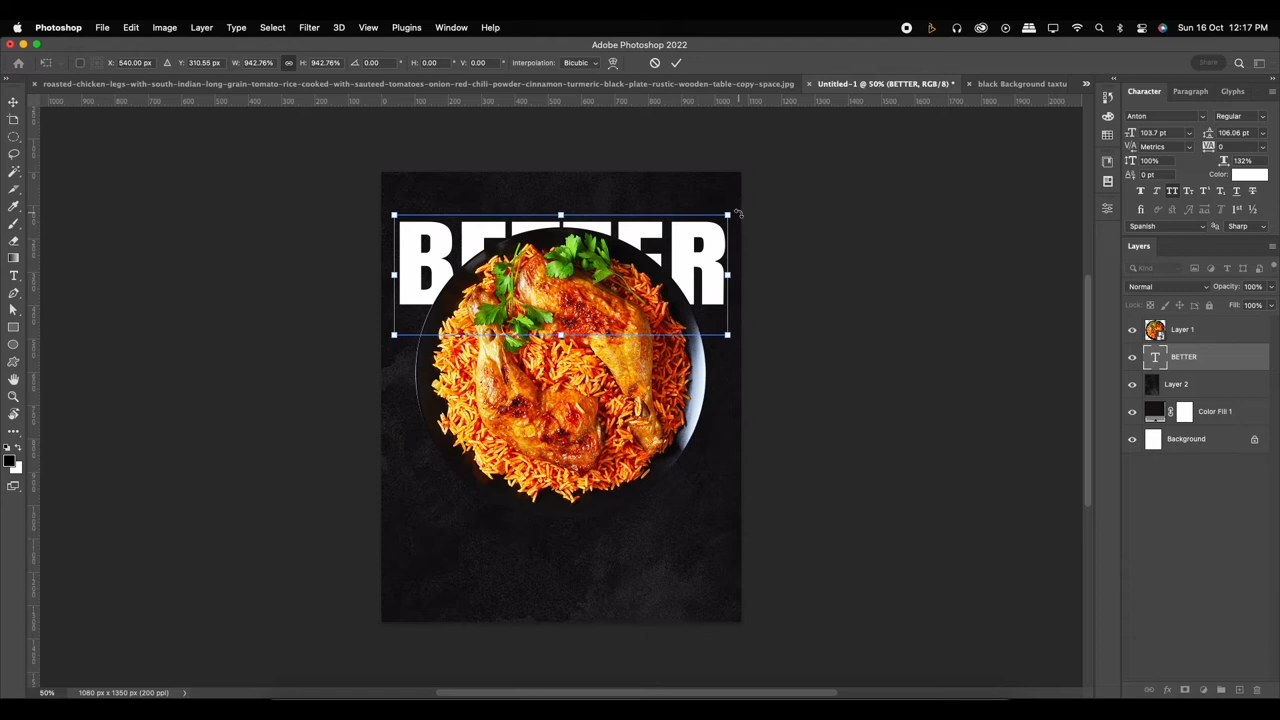 Photoshop File Edit Image Layer Type Select Filter 3D View Plugins Window Help Sun 16 Oct 12:17 PM
Adobe Photoshop 2022
X: 540.00 px Y: 310.55 px W: 942.76% H: 942.76% 0.00 ° H: 0.00 ° V: 0.00 ° Interpolation: Bicubic Share
roasted-chicken-legs-with-south-indian-long-grain-tomato-rice-cooked-with-sauteed-tomatoes-onion-red-chili-powder-cinnamon-turmeric-black-plate-rustic-wooden-table-copy-space.jpg Untitled-1 @ 50% (BETTER, RGB/8) * black Background taxtu
Character Paragraph Glyphs
Anton Regular
103.7 pt 106.06 pt
Metrics 0
100% 132%
0 pt Color:
Spanish Sharp
Layers
Kind
Normal Opacity: 100%
Lock: Fill: 100%
Layer 1
BETTER
Layer 2
Color Fill 1
Background
BETTER
50% 1080 px x 1350 px (200 ppi)